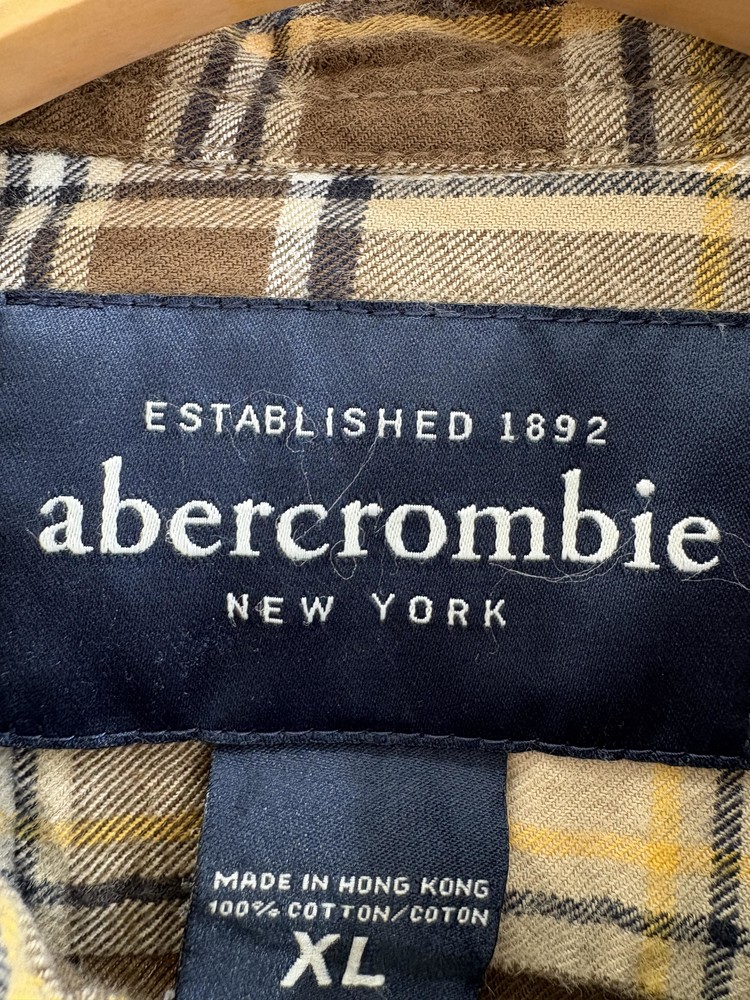 ESTABLISHED 1892
abercrombie
NEW YORK
MADE IN HONG KONG
100% COTTON/COTON
XL